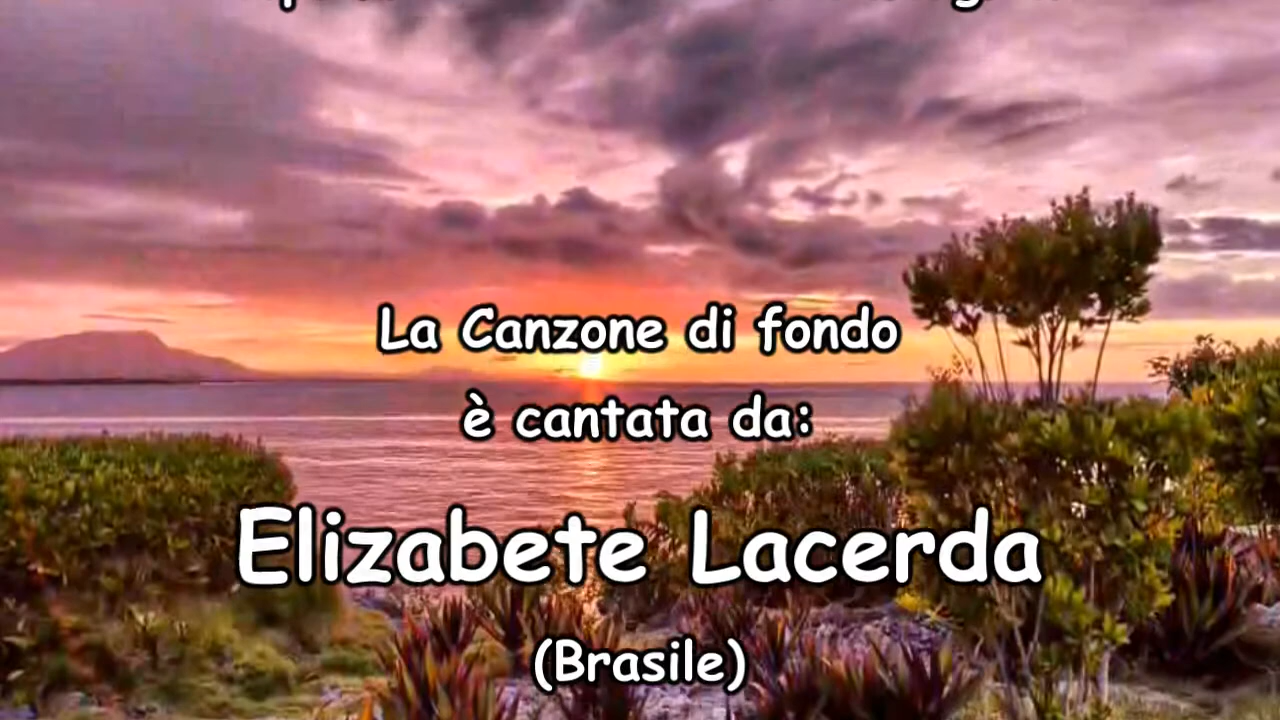 La Canzone di fondo
è cantata da:
Elizabete Lacerda
(Brasile)